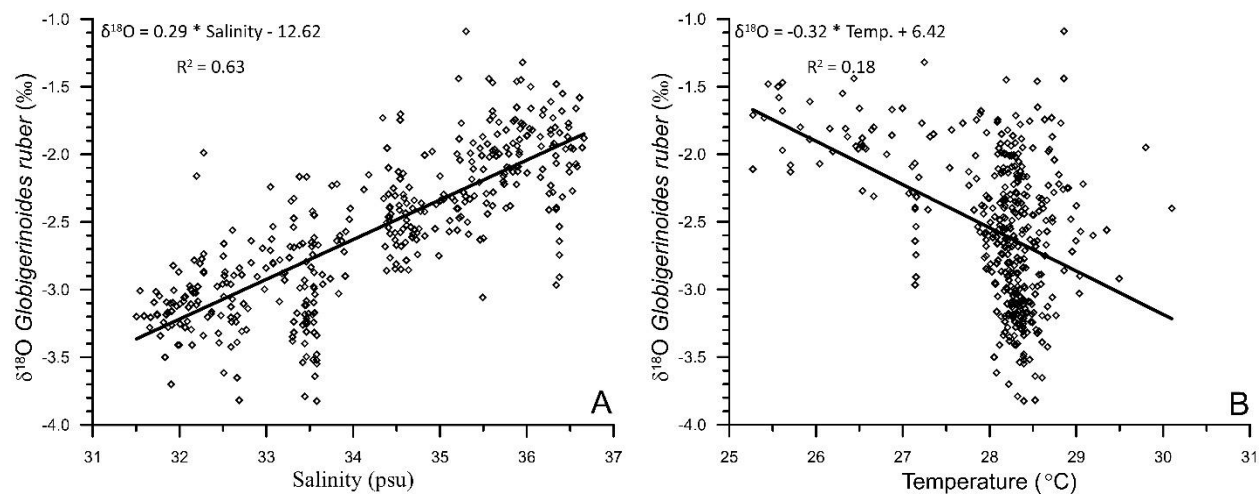 δ¹⁸O = 0.29 * Salinity - 12.62
R² = 0.63
δ¹⁸O Globigerinoides ruber (‰)
-1.0
-1.5
-2.0
-2.5
-3.0
-3.5
-4.0
31 32 33 34 35 36 37
Salinity (psu)
A
δ¹⁸O = -0.32 * Temp. + 6.42
R² = 0.18
δ¹⁸O Globigerinoides ruber (‰)
-1.0
-1.5
-2.0
-2.5
-3.0
-3.5
-4.0
25 26 27 28 29 30 31
Temperature (°C)
B